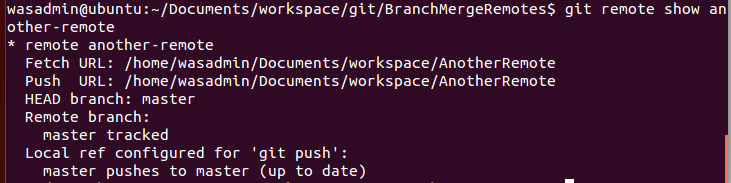 wasadmin@ubuntu:~/Documents/workspace/git/BranchMergeRemotes$ git remote show an
other-remote
* remote another-remote
  Fetch URL: /home/wasadmin/Documents/workspace/AnotherRemote
  Push  URL: /home/wasadmin/Documents/workspace/AnotherRemote
  HEAD branch: master
  Remote branch:
    master tracked
  Local ref configured for 'git push':
    master pushes to master (up to date)